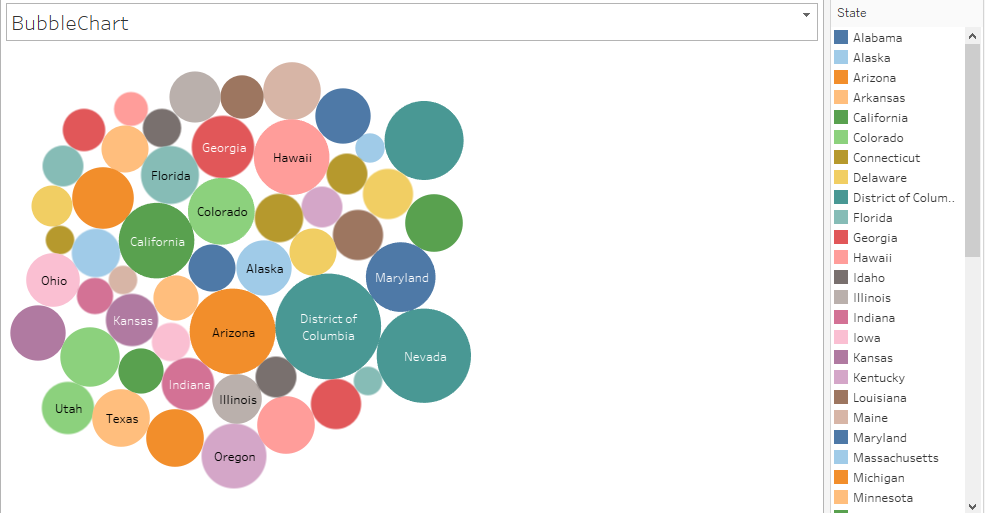 BubbleChart
State
Alabama
Alaska
Arizona
Arkansas
California
Colorado
Connecticut
Delaware
District of Colum..
Florida
Georgia
Hawaii
Idaho
Illinois
Indiana
Iowa
Kansas
Kentucky
Louisiana
Maine
Maryland
Massachusetts
Michigan
Minnesota
Georgia
Hawaii
Florida
Colorado
California
Alaska
Maryland
Ohio
Kansas
Arizona
District of
Columbia
Nevada
Indiana
Illinois
Utah
Texas
Oregon